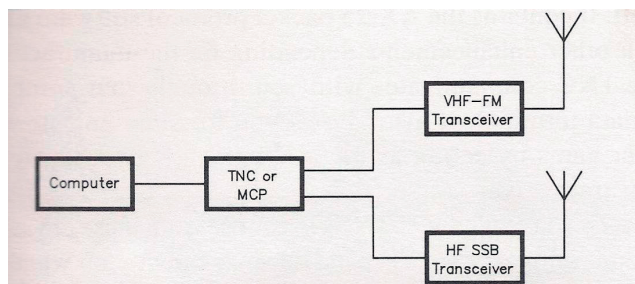 VHF-FM
Transceiver
Computer
TNC or
MCP
HF SSB
Transceiver